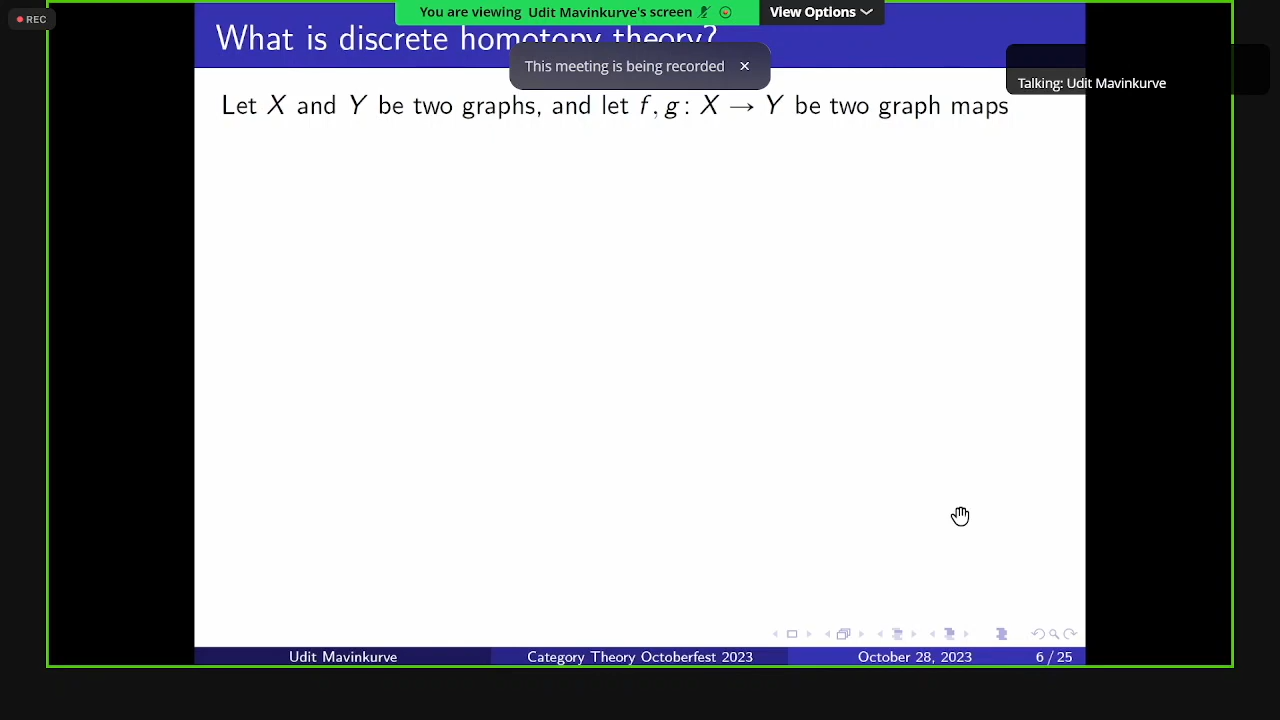 REC
You are viewing Udit Mavinkurve's screen
View Options
What is discrete homotopy theory?
This meeting is being recorded ×
Talking: Udit Mavinkurve
Let X and Y be two graphs, and let f, g : X → Y be two graph maps
Udit Mavinkurve Category Theory Octoberfest 2023 October 28, 2023 6 / 25